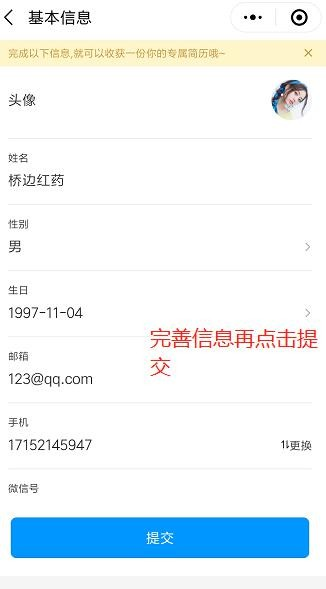 基本信息
完成以下信息,就可以收获一份你的专属简历哦~
头像
姓名
桥边红药
性别
男
生日
1997-11-04
完善信息再点击提
交
邮箱
123@qq.com
手机
17152145947
更换
微信号
提交